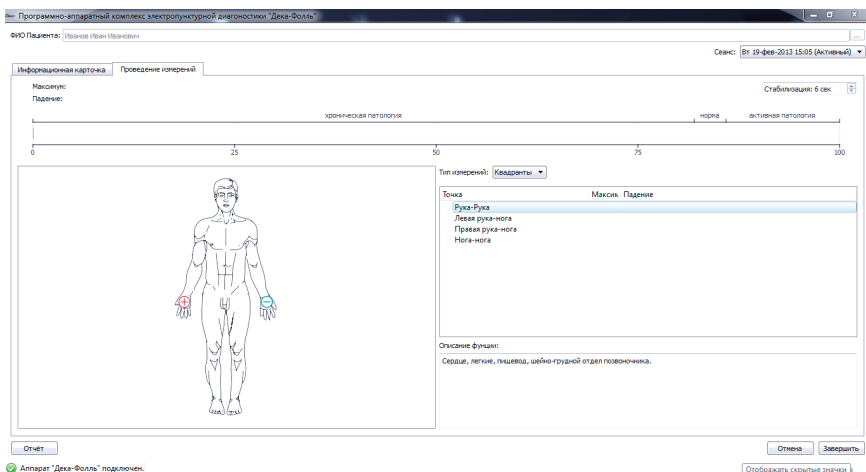 Программно-аппаратный комплекс электропунктурной диагоностики "Дека-Фолль"
ФИО Пациента: Иванов Иван Иванович ...
Сеанс: Вт 19-фев-2013 15:05 (Активный)
Информационная карточка Проведение измерений
Максимум: Стабилизация: 6 сек
Падение:
хроническая патология норма активная патология
0 25 50 75 100
Тип измерений: Квадранты
Точка Максим Падение
Рука-Рука
Левая рука-нога
Правая рука-нога
Нога-нога
Описание фунции:
Сердце, легкие, пищевод, шейно-грудной отдел позвоночника.
Отчёт Отмена Завершить
Аппарат "Дека-Фолль" подключен. Отображать скрытые значки